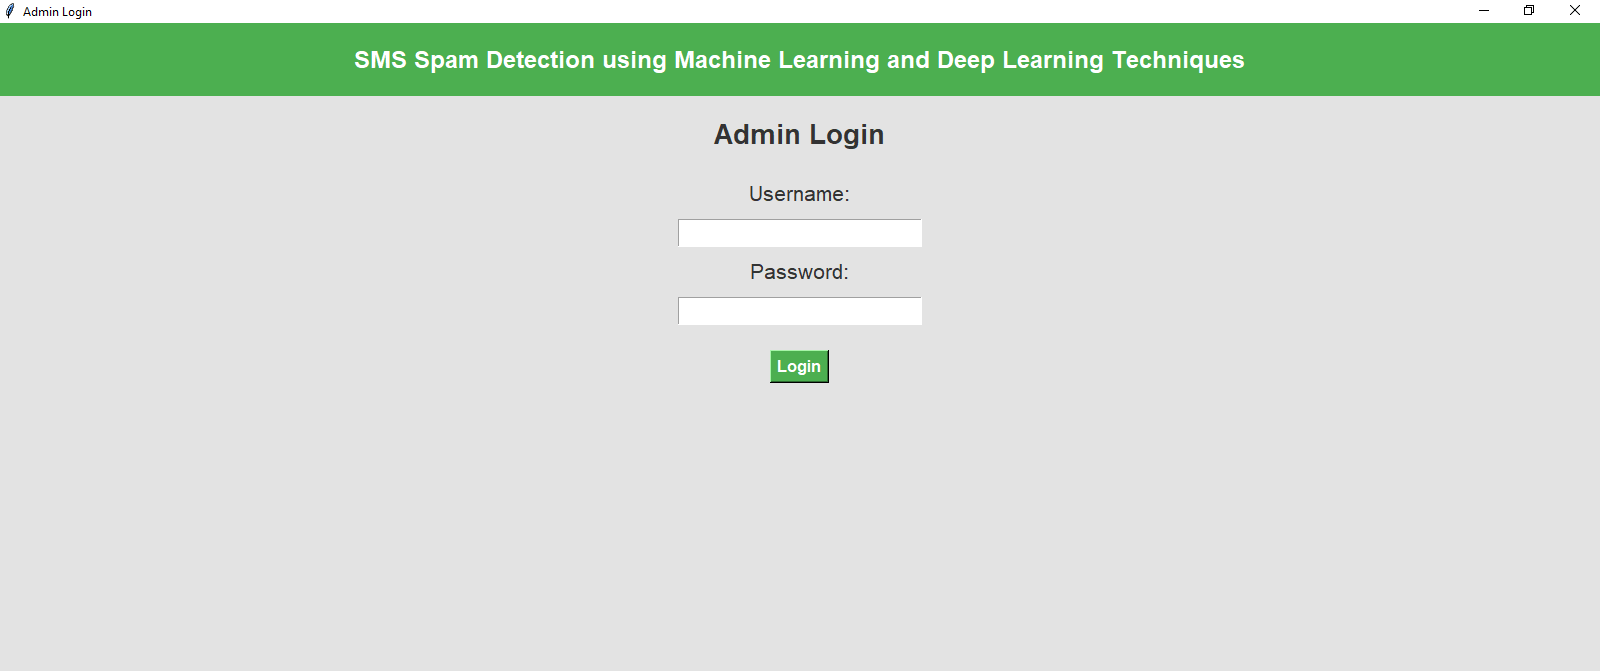 Admin Login
SMS Spam Detection using Machine Learning and Deep Learning Techniques
Admin Login
Username:
Password:
Login